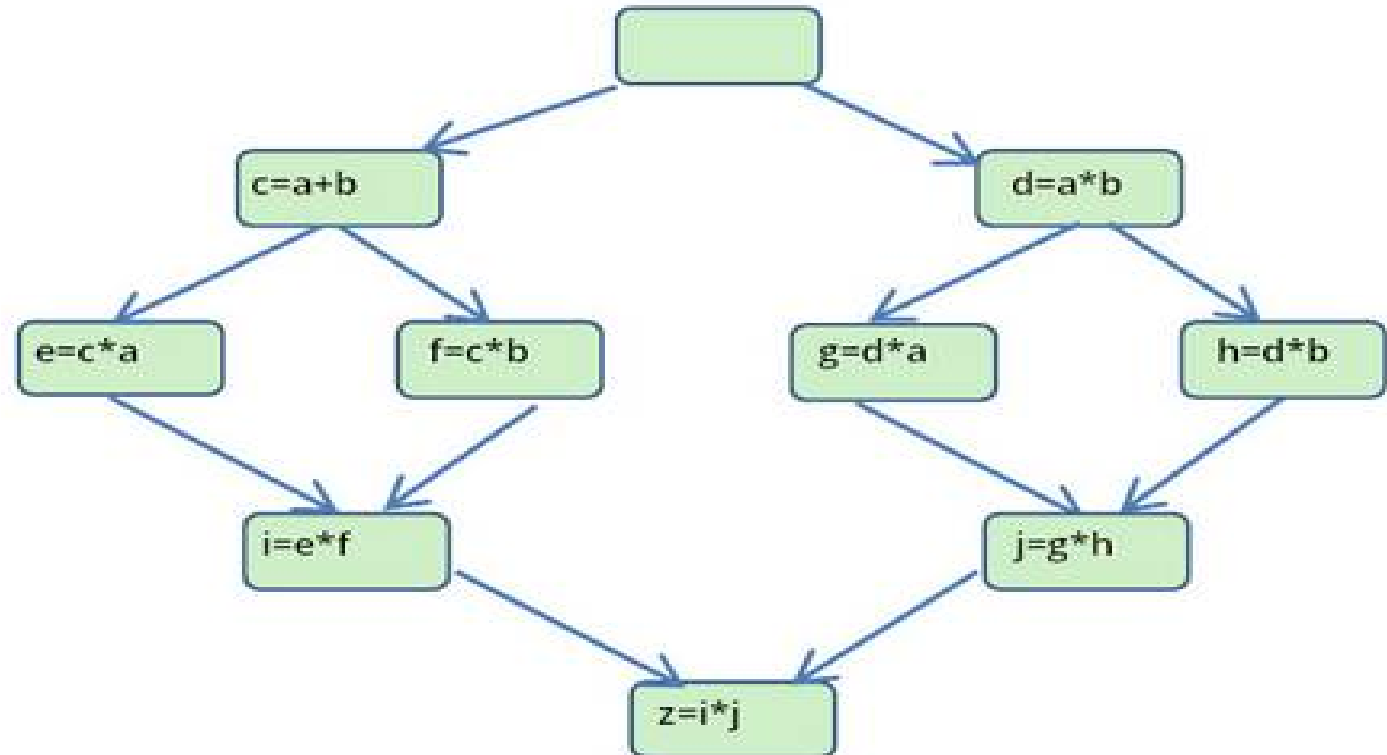 c=a+b
d=a*b
e=c*a
f=c*b
g=d*a
h=d*b
i=e*f
j=g*h
z=i*j